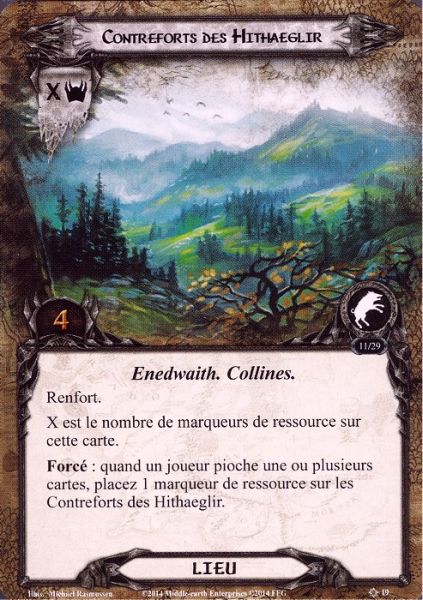 Contreforts des Hithaeglir
X
4
11/29
Enedwaith. Collines.
Renfort.
X est le nombre de marqueurs de ressource sur
cette carte.
Forcé : quand un joueur pioche une ou plusieurs
cartes, placez 1 marqueur de ressource sur les
Contreforts des Hithaeglir.
LIEU
Illus. Michael Rasmussen ©2014 Middle-earth Enterprises ©2014 FFG 19